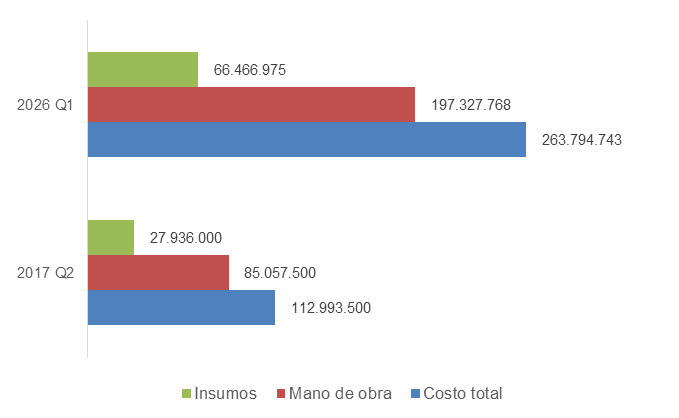 66.466.975
2026 Q1
197.327.768
263.794.743
27.936.000
2017 Q2
85.057.500
112.993.500
Insumos Mano de obra Costo total